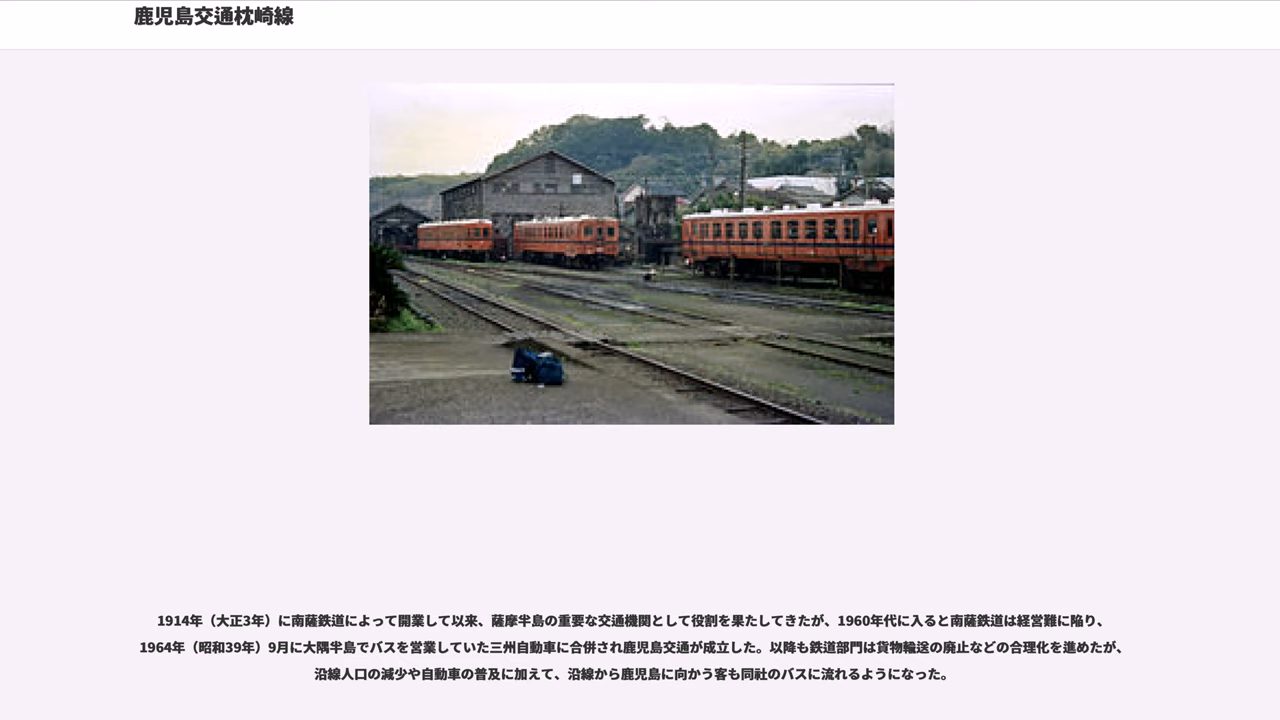 鹿児島交通枕崎線
1914年（大正3年）に南薩鉄道によって開業して以来、薩摩半島の重要な交通機関として役割を果たしてきたが、1960年代に入ると南薩鉄道は経営難に陥り、
1964年（昭和39年）9月に大隅半島でバスを営業していた三州自動車に合併され鹿児島交通が成立した。以降も鉄道部門は貨物輸送の廃止などの合理化を進めたが、
沿線人口の減少や自動車の普及に加えて、沿線から鹿児島に向かう客も同社のバスに流れるようになった。